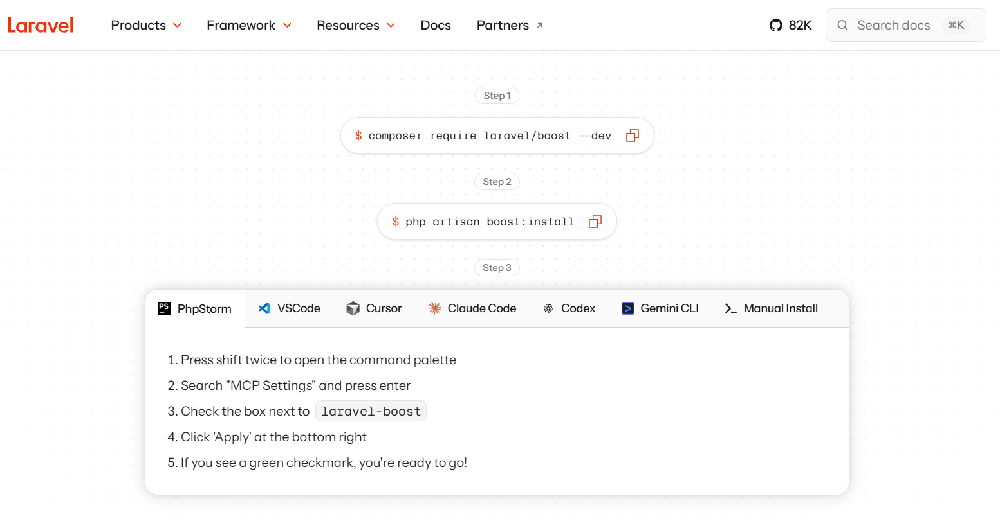 Laravel Products Framework Resources Docs Partners ↗ 82K Search docs ⌘K
Step 1
$ composer require laravel/boost --dev
Step 2
$ php artisan boost:install
Step 3
PS PhpStorm VSCode Cursor Claude Code Codex Gemini CLI Manual Install
1. Press shift twice to open the command palette
2. Search "MCP Settings" and press enter
3. Check the box next to laravel-boost
4. Click 'Apply' at the bottom right
5. If you see a green checkmark, you're ready to go!